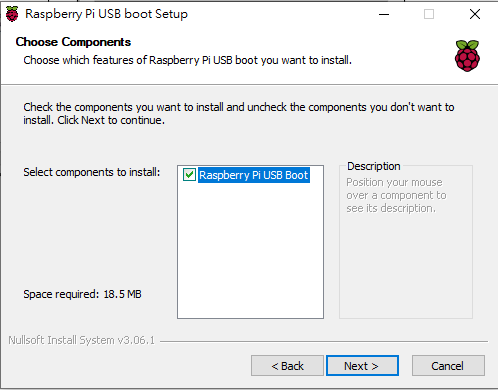 Raspberry Pi USB boot Setup
Choose Components
Choose which features of Raspberry Pi USB boot you want to install.
Check the components you want to install and uncheck the components you don't want to
install. Click Next to continue.
Select components to install:
Raspberry Pi USB Boot
Description
Position your mouse
over a component to
see its description.
Space required: 18.5 MB
Nullsoft Install System v3.06.1
< Back
Next >
Cancel